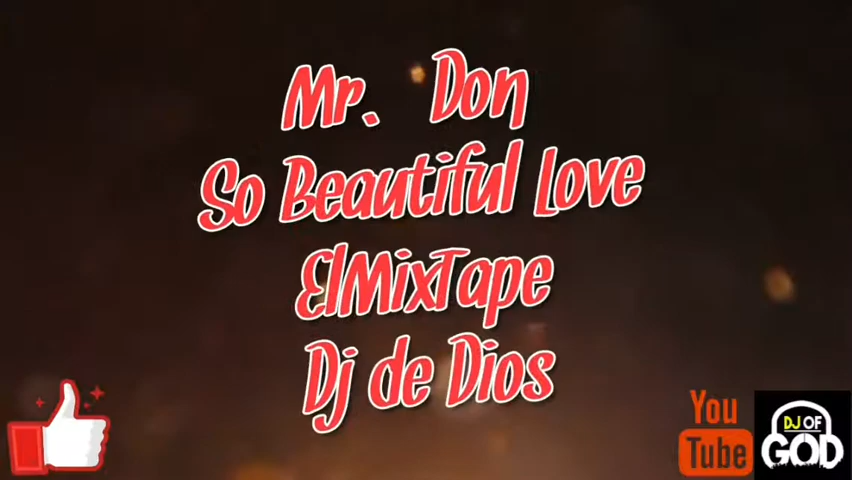 Mr. Don
So Beautiful Love
ElMixTape
Dj de Dios
You
Tube
DJ OF
GOD